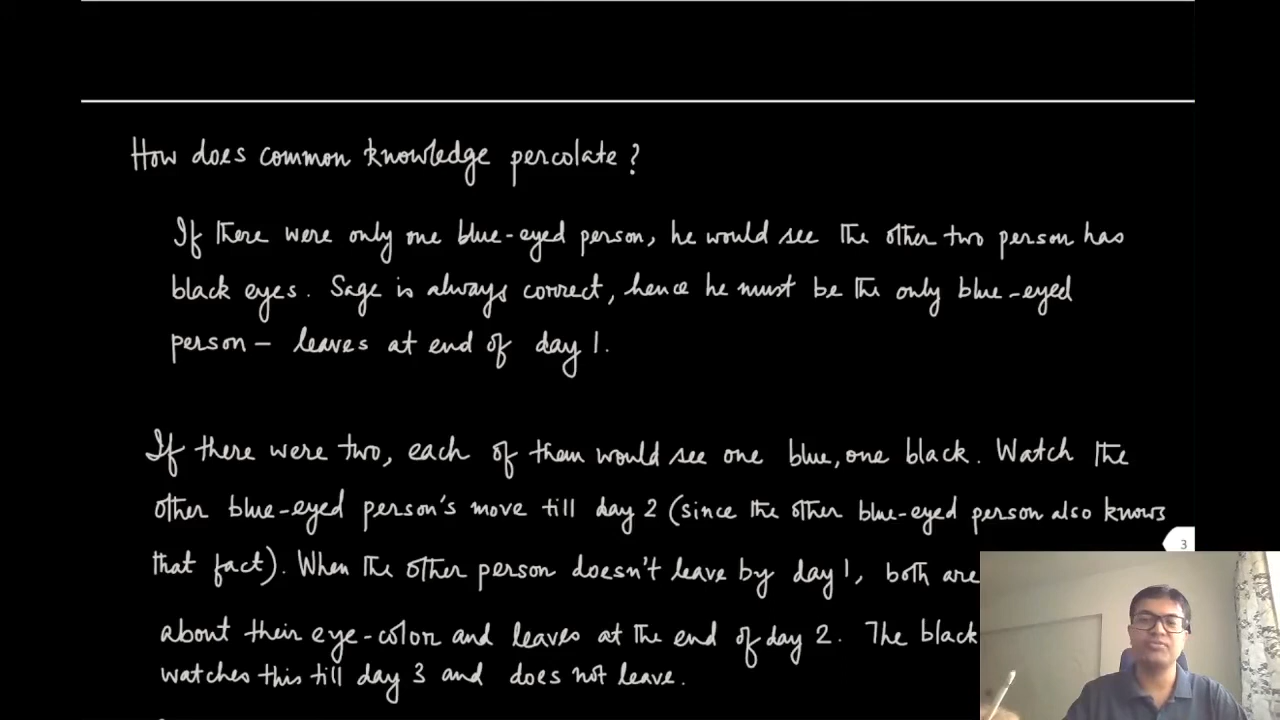 How does common knowledge percolate?
If there were only one blue-eyed person, he would see the other two person has
black eyes. Sage is always correct, hence he must be the only blue-eyed
person - leaves at end of day 1.
If there were two, each of them would see one blue, one black. Watch the
other blue-eyed person's move till day 2 (since the other blue-eyed person also knows
3
that fact). When the other person doesn't leave by day 1, both are
about their eye-color and leaves at the end of day 2. The black
watches this till day 3 and does not leave.